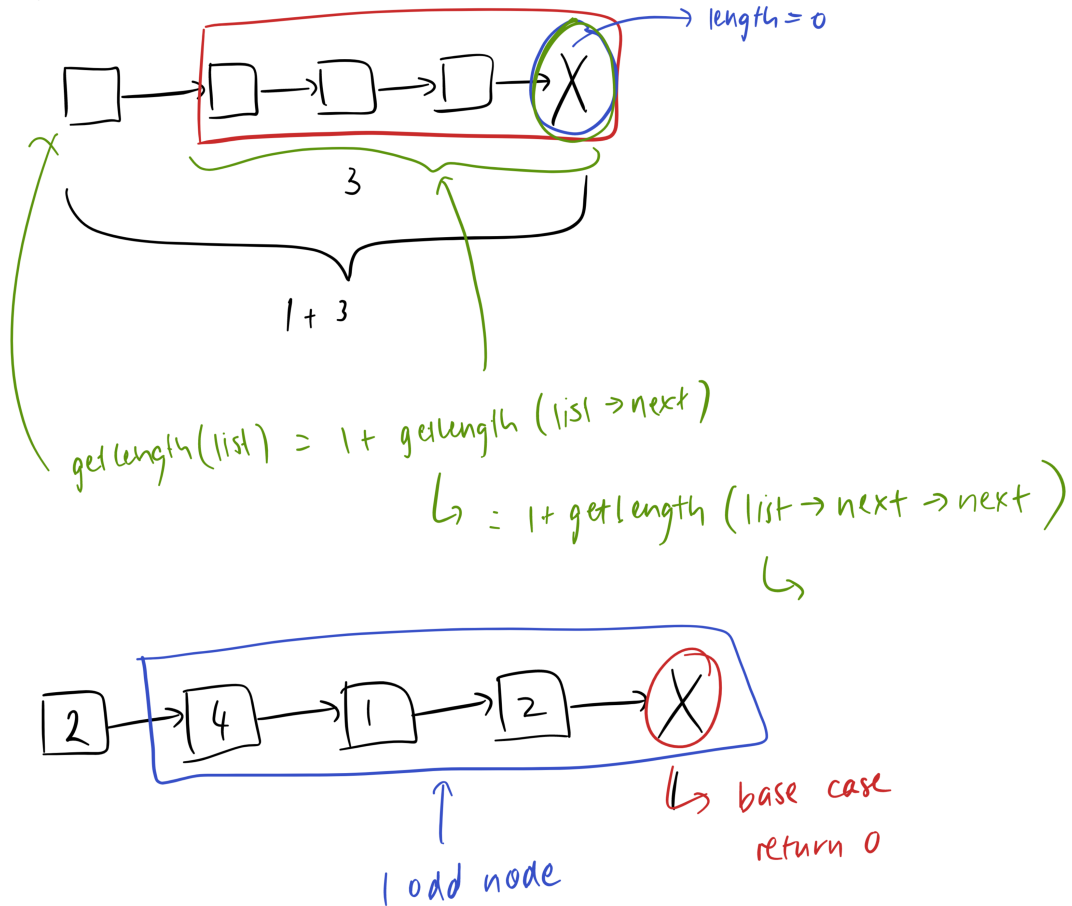 X → length = 0
3
1 + 3
getlength(list) = 1 + getlength (list → next)
= 1 + getlength (list → next → next)
2 → 4 → 1 → 2 → X
base case
return 0
1 odd node